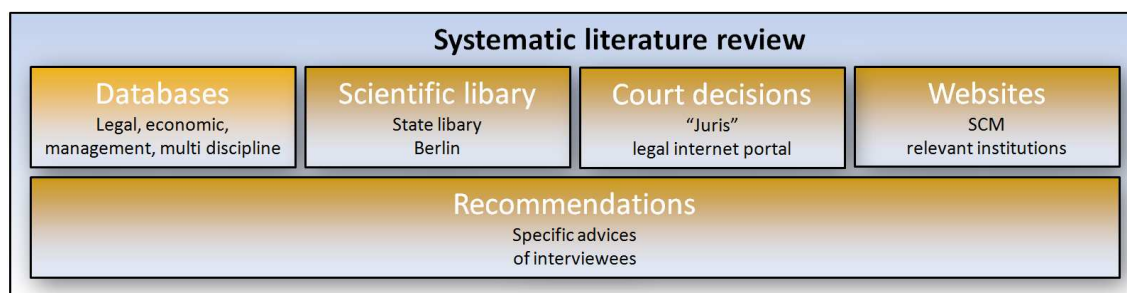 Systematic literature review
Databases
Legal, economic,
management, multi discipline
Scientific libary
State libary
Berlin
Court decisions
“Juris”
legal internet portal
Websites
SCM
relevant institutions
Recommendations
Specific advices
of interviewees